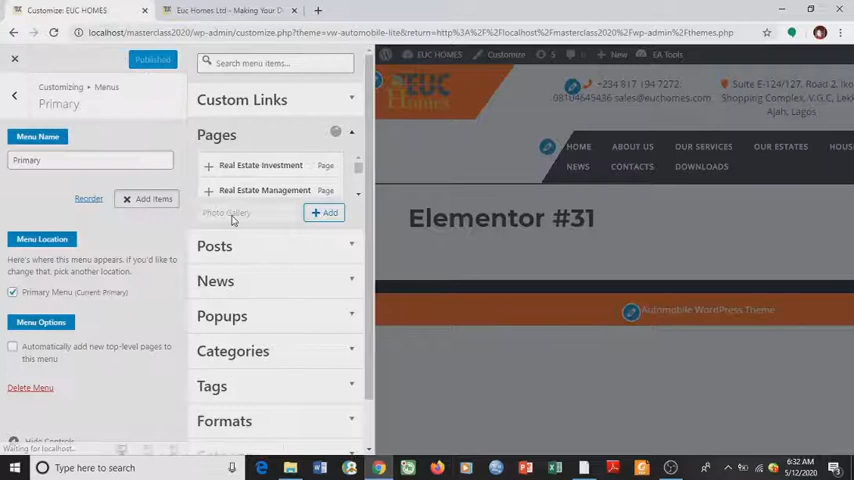 Customize: EUC HOMES
Euc Homes Ltd - Making Your D
localhost/masterclass2020/wp-admin/customize.php?theme=vw-automobile-lite&return=http%3A%2F%2Flocalhost%2Fmasterclass2020%2Fwp-admin%2Fthemes.php
Published
Customizing Menus
Primary
Menu Name
Primary
Reorder
Add Items
Menu Location
Here's where this menu appears. If you'd like to
change that, pick another location.
Primary Menu (Current: Primary)
Menu Options
Automatically add new top-level pages to
this menu
Delete Menu
Hide Controls
Waiting for localhost...
Search menu items...
Custom Links
Pages
Real Estate Investment Page
Real Estate Management Page
Photo Gallery
+ Add
Posts
News
Popups
Categories
Tags
Formats
EUC HOMES Customize 5 New EA Tools
EUC
Homes
+234 817 194 7272,
08104645436 sales@euchomes.com
Suite E-124/127, Road 2, Iko
Shopping Complex, V.G.C, Lekk
Ajah, Lagos
HOME ABOUT US OUR SERVICES OUR ESTATES HOUS
NEWS CONTACTS DOWNLOADS
Elementor #31
Automobile WordPress Theme
Type here to search
6:32 AM
5/12/2020